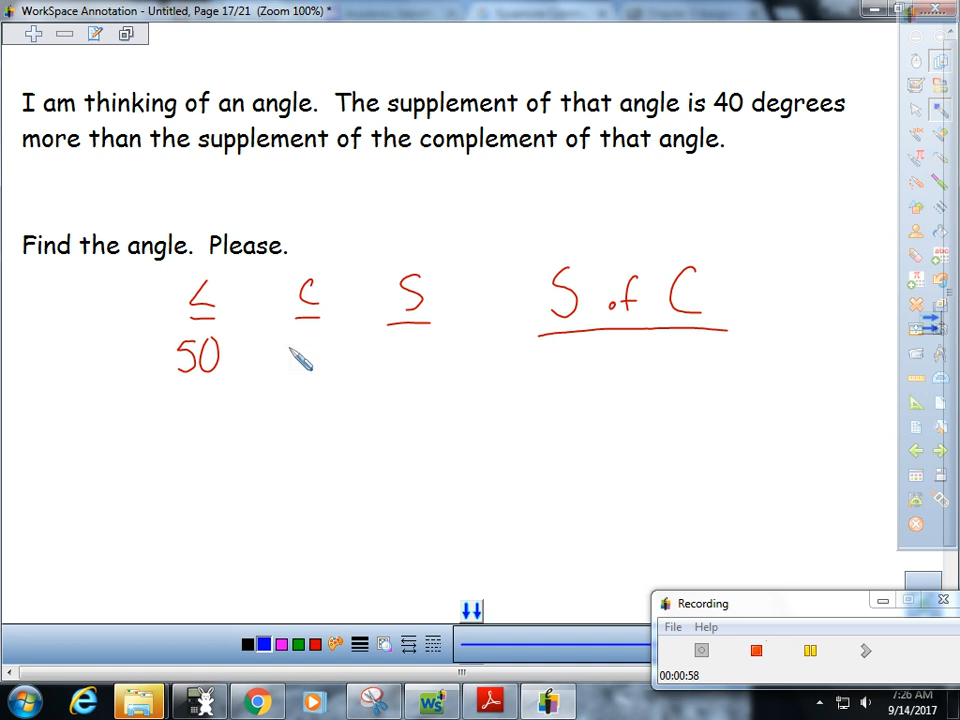 WorkSpace Annotation - Untitled, Page 17/21 (Zoom 100%) *
I am thinking of an angle. The supplement of that angle is 40 degrees
more than the supplement of the complement of that angle.
Find the angle. Please.
∠ C S S of C
50
Recording
File Help
00:00:58
7:26 AM
9/14/2017